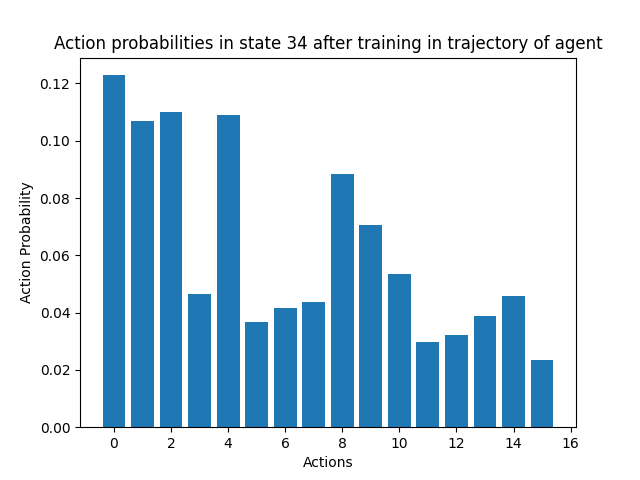 Action probabilities in state 34 after training in trajectory of agent
0.12
0.10
0.08
0.06
0.04
0.02
0.00
Action Probability
0 2 4 6 8 10 12 14 16
Actions